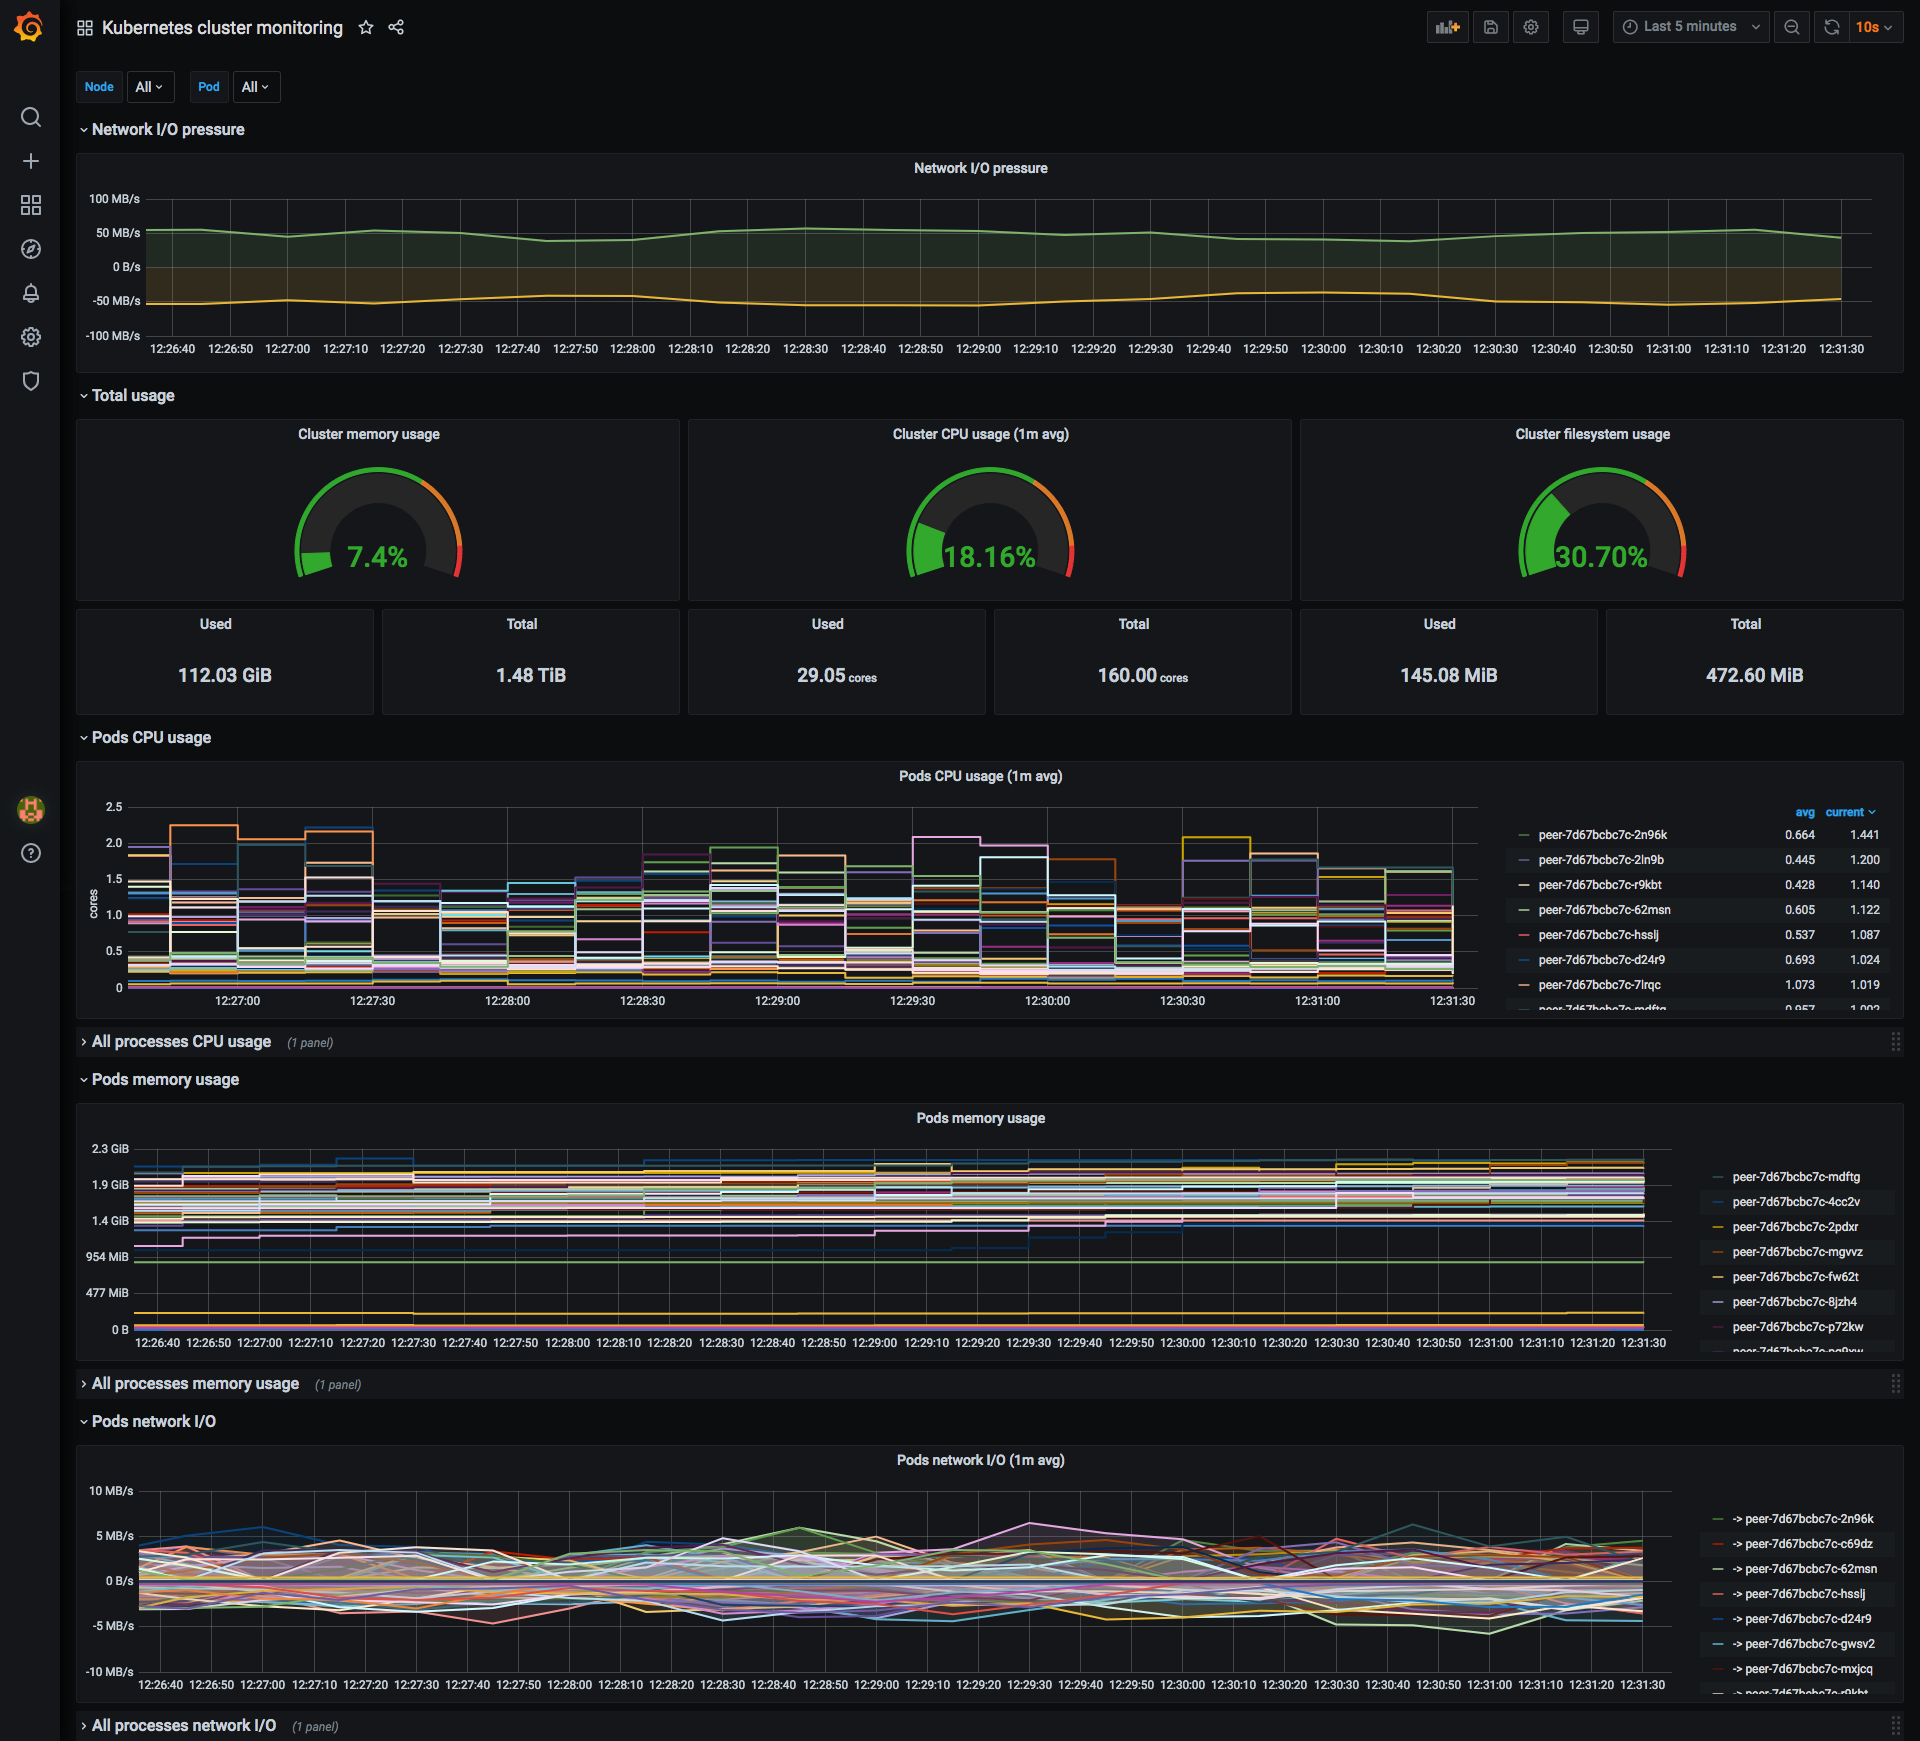 Kubernetes cluster monitoring
Last 5 minutes
10s
Node All Pod All
Network I/O pressure
Network I/O pressure
100 MB/s
50 MB/s
0 B/s
-50 MB/s
-100 MB/s
12:26:40 12:26:50 12:27:00 12:27:10 12:27:20 12:27:30 12:27:40 12:27:50 12:28:00 12:28:10 12:28:20 12:28:30 12:28:40 12:28:50 12:29:00 12:29:10 12:29:20 12:29:30 12:29:40 12:29:50 12:30:00 12:30:10 12:30:20 12:30:30 12:30:40 12:30:50 12:31:00 12:31:10 12:31:20 12:31:30
Total usage
Cluster memory usage
7.4%
Cluster CPU usage (1m avg)
18.16%
Cluster filesystem usage
30.70%
Used
112.03 GiB
Total
1.48 TiB
Used
29.05 cores
Total
160.00 cores
Used
145.08 MiB
Total
472.60 MiB
Pods CPU usage
Pods CPU usage (1m avg)
cores
2.5
2.0
1.5
1.0
0.5
0
12:27:00 12:27:30 12:28:00 12:28:30 12:29:00 12:29:30 12:30:00 12:30:30 12:31:00 12:31:30
avg current
peer-7d67bcbc7c-2n96k 0.664 1.441
peer-7d67bcbc7c-2ln9b 0.445 1.200
peer-7d67bcbc7c-r9kbt 0.428 1.140
peer-7d67bcbc7c-62msn 0.605 1.122
peer-7d67bcbc7c-hsslj 0.537 1.087
peer-7d67bcbc7c-d24r9 0.693 1.024
peer-7d67bcbc7c-7lrqc 1.073 1.019
peer-7d67bcbc7c-mdftg 0.957 1.002
All processes CPU usage (1 panel)
Pods memory usage
Pods memory usage
2.3 GiB
1.9 GiB
1.4 GiB
954 MiB
477 MiB
0 B
12:26:40 12:26:50 12:27:00 12:27:10 12:27:20 12:27:30 12:27:40 12:27:50 12:28:00 12:28:10 12:28:20 12:28:30 12:28:40 12:28:50 12:29:00 12:29:10 12:29:20 12:29:30 12:29:40 12:29:50 12:30:00 12:30:10 12:30:20 12:30:30 12:30:40 12:30:50 12:31:00 12:31:10 12:31:20 12:31:30
peer-7d67bcbc7c-mdftg
peer-7d67bcbc7c-4cc2v
peer-7d67bcbc7c-2pdxr
peer-7d67bcbc7c-mgvvz
peer-7d67bcbc7c-fw62t
peer-7d67bcbc7c-8jzh4
peer-7d67bcbc7c-p72kw
All processes memory usage (1 panel)
Pods network I/O
Pods network I/O (1m avg)
10 MB/s
5 MB/s
0 B/s
-5 MB/s
-10 MB/s
12:26:40 12:26:50 12:27:00 12:27:10 12:27:20 12:27:30 12:27:40 12:27:50 12:28:00 12:28:10 12:28:20 12:28:30 12:28:40 12:28:50 12:29:00 12:29:10 12:29:20 12:29:30 12:29:40 12:29:50 12:30:00 12:30:10 12:30:20 12:30:30 12:30:40 12:30:50 12:31:00 12:31:10 12:31:20 12:31:30
-> peer-7d67bcbc7c-2n96k
-> peer-7d67bcbc7c-c69dz
-> peer-7d67bcbc7c-62msn
-> peer-7d67bcbc7c-hsslj
-> peer-7d67bcbc7c-d24r9
-> peer-7d67bcbc7c-gwsv2
-> peer-7d67bcbc7c-mxjcq
-> peer-7d67bcbc7c-r9kbt
All processes network I/O (1 panel)